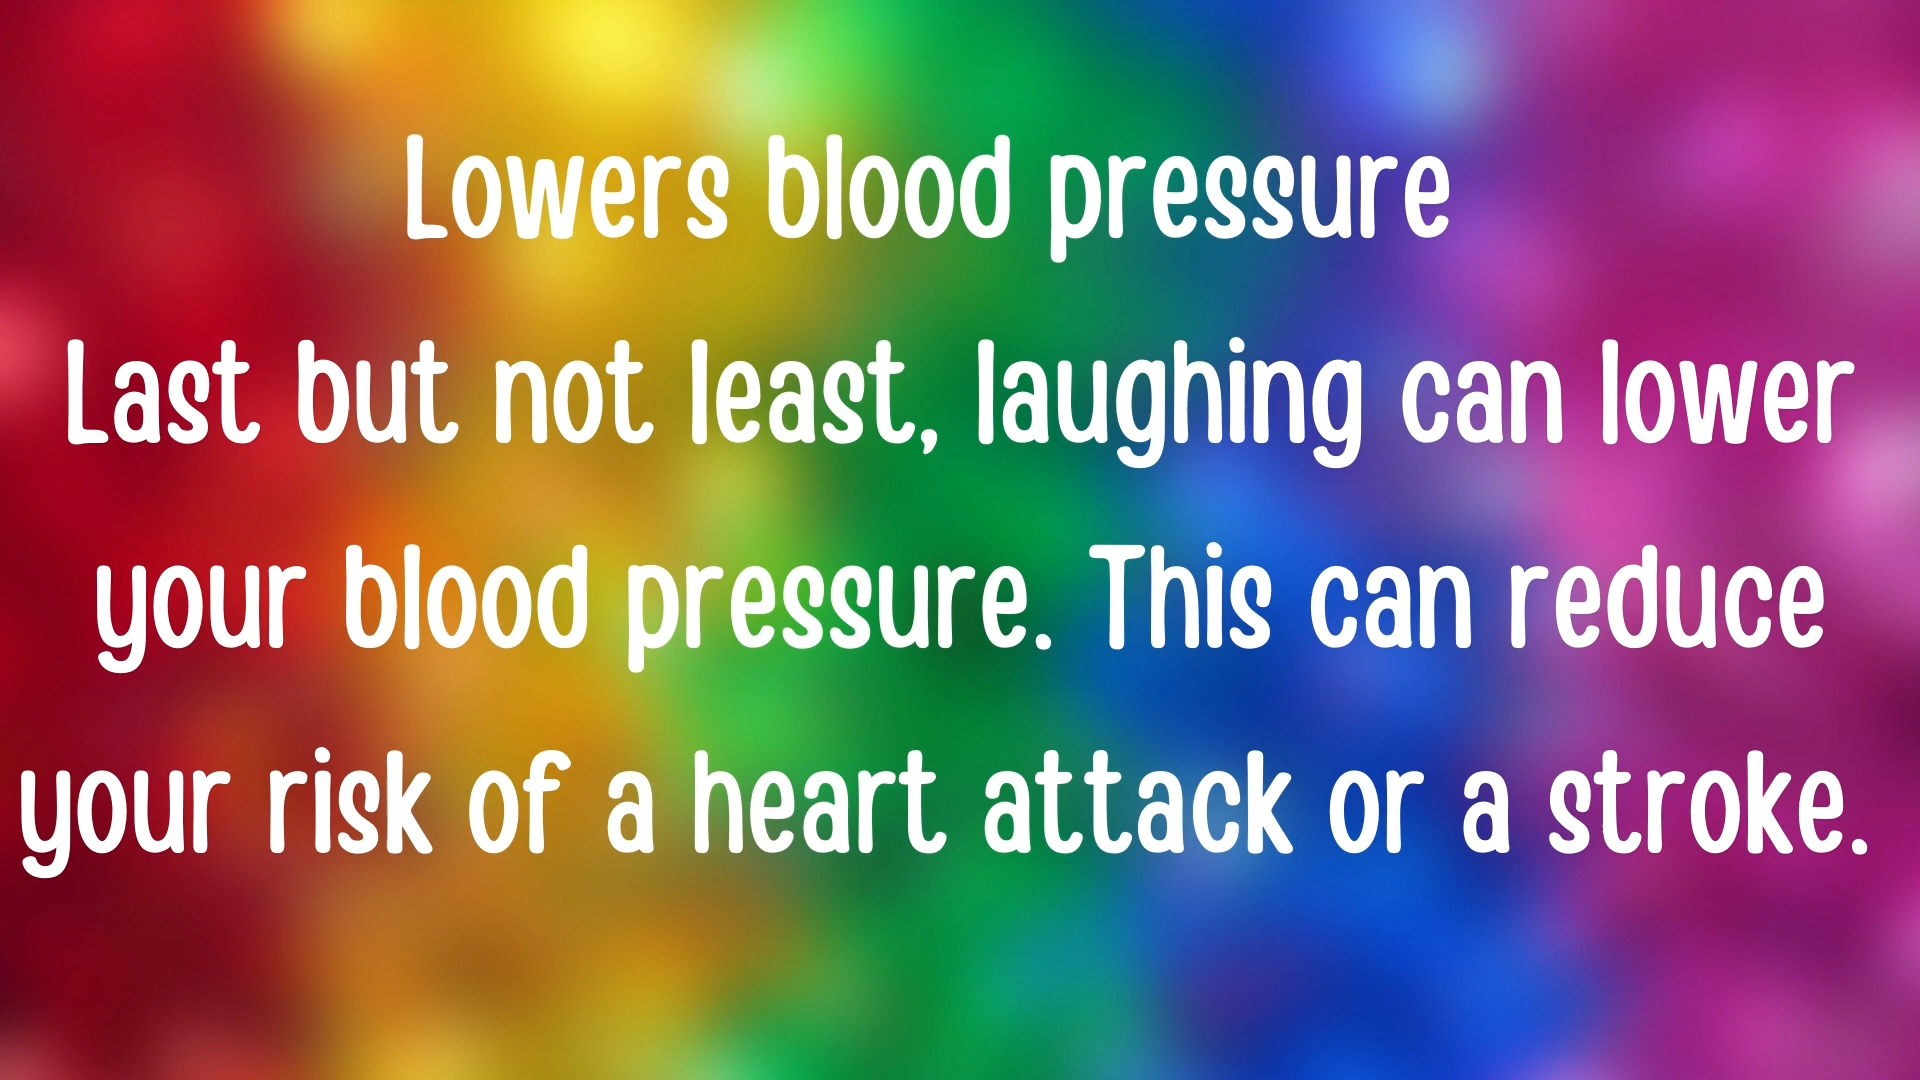 Lowers blood pressure
Last but not least, laughing can lower
your blood pressure. This can reduce
your risk of a heart attack or a stroke.